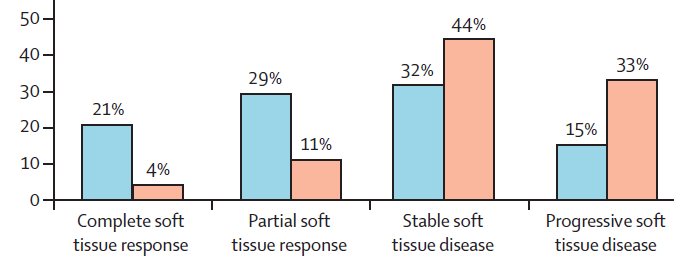 50
40
30
20
10
0
21%
4%
29%
11%
32%
44%
15%
33%
Complete soft
tissue response
Partial soft
tissue response
Stable soft
tissue disease
Progressive soft
tissue disease